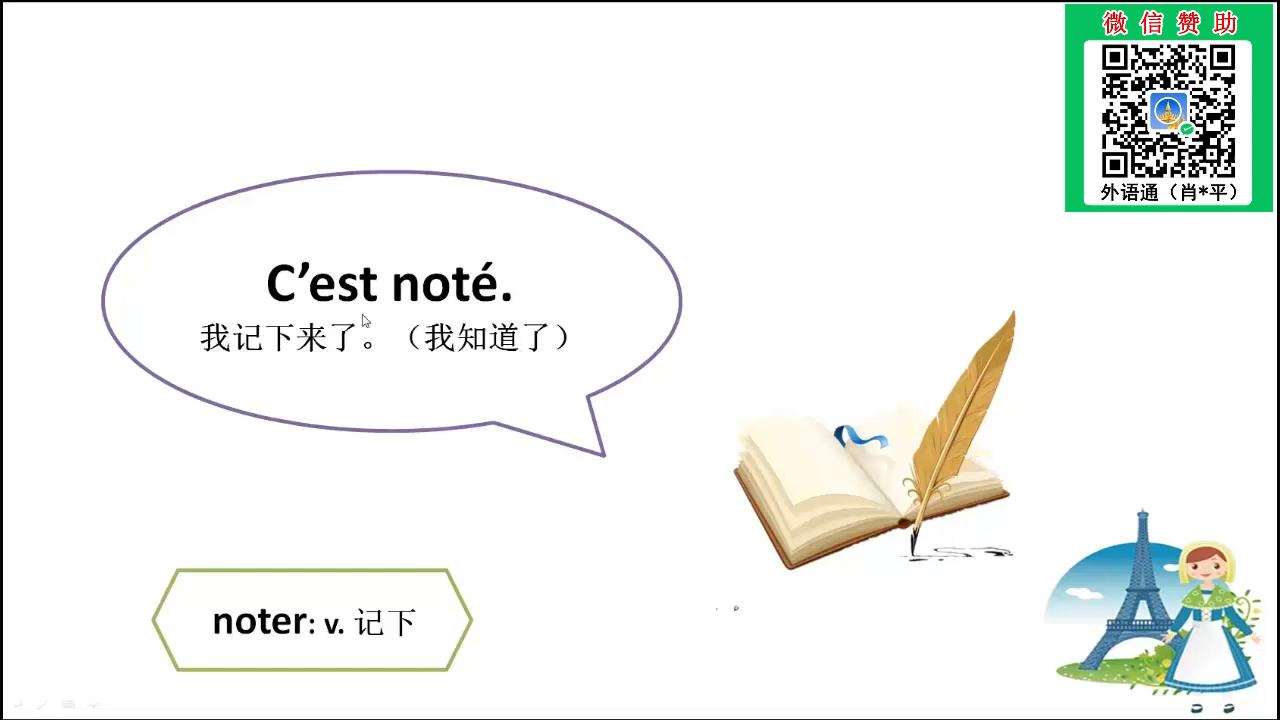 微信赞助
外语通（肖*平）
C’est noté.
我记下来了。（我知道了）
noter: v. 记下